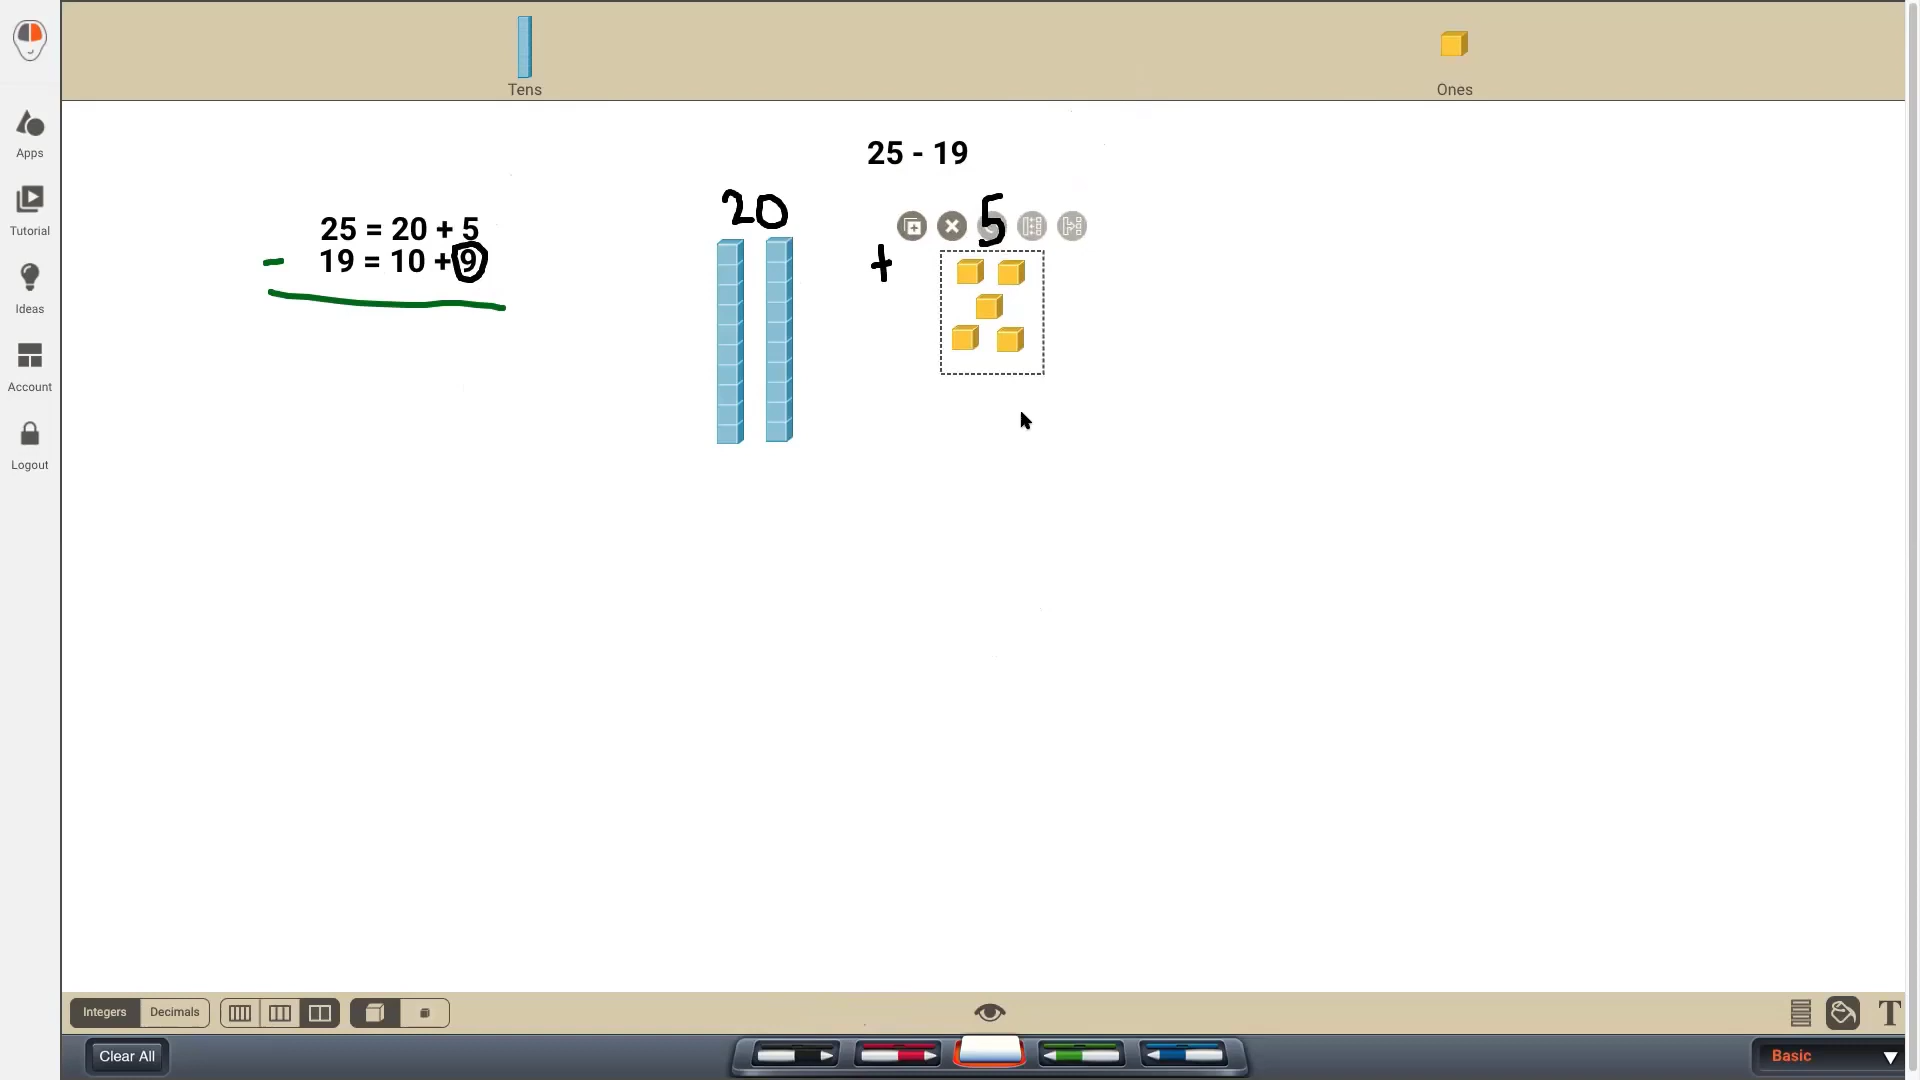 Tens
Ones
25 - 19
20
5
+
25 = 20 + 5
- 19 = 10 + 9
Apps
Tutorial
Ideas
Account
Logout
Integers
Decimals
T
Clear All
Basic